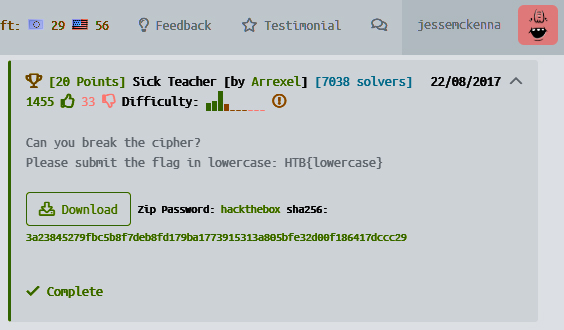 ft: 29 56 Feedback Testimonial jessemckenna
[20 Points] Sick Teacher [by Arrexel] [7038 solvers] 22/08/2017
1455 33 Difficulty:
Can you break the cipher?
Please submit the flag in lowercase: HTB{lowercase}
Download Zip Password: hackthebox sha256:
3a23845279fbc5b8f7deb8fd179ba1773915313a805bfe32d00f186417dccc29
Complete